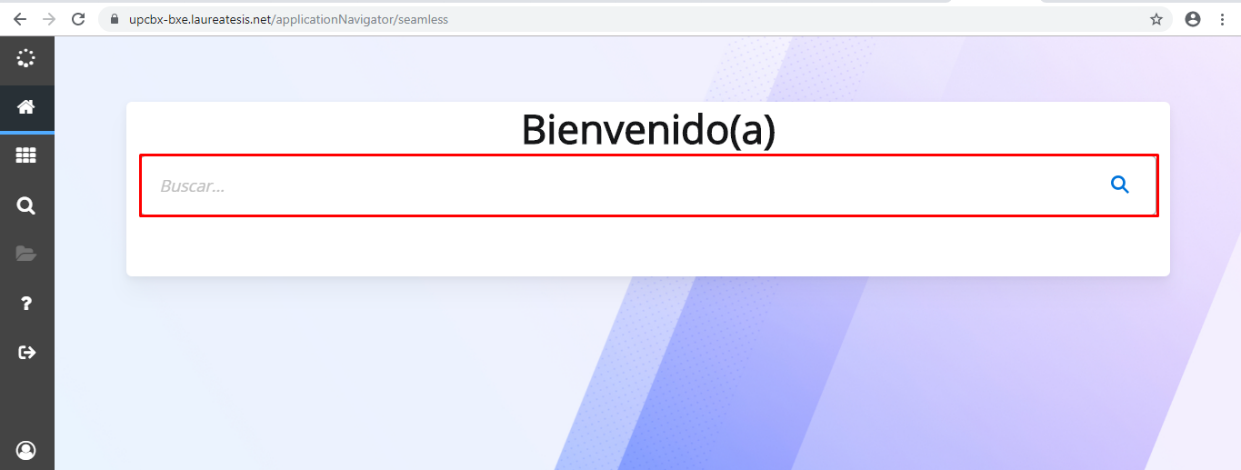 upcbx-bxe.laureatesis.net/applicationNavigator/seamless
Bienvenido(a)
Buscar...